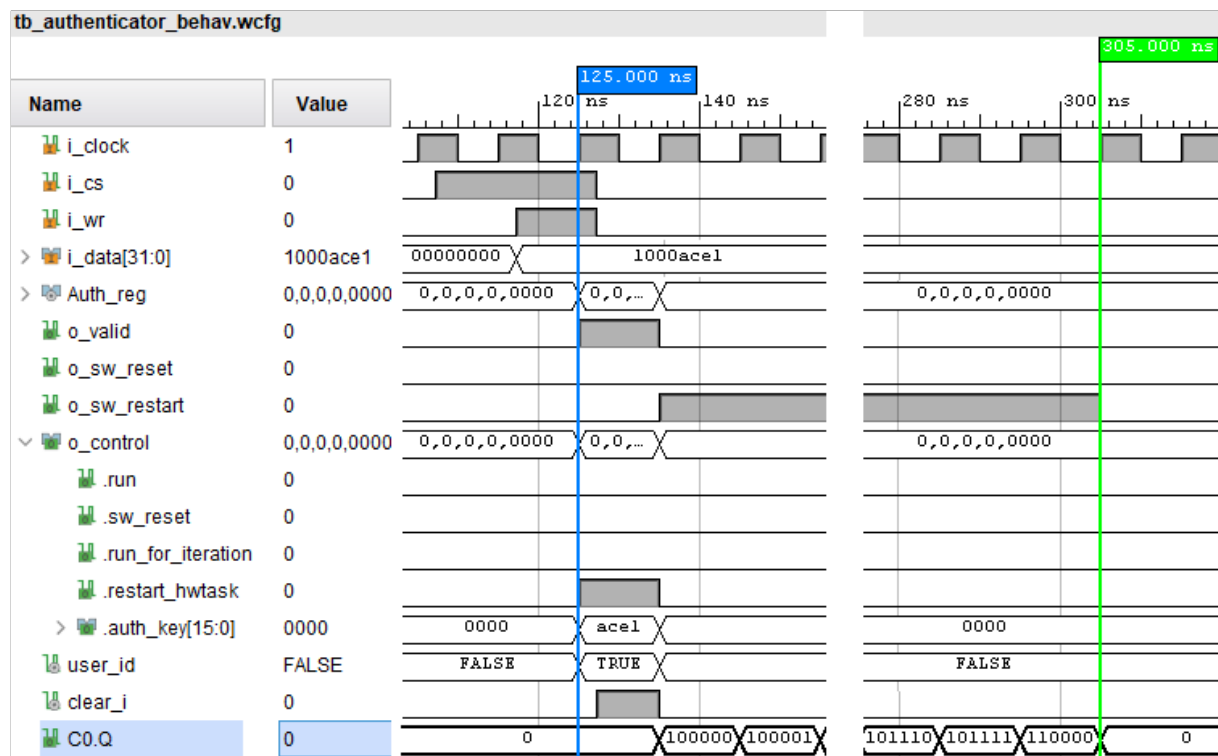 tb_authenticator_behav.wcfg
305.000 ns
125.000 ns
Name Value 120 ns 140 ns 280 ns 300 ns
i_clock 1
i_cs 0
i_wr 0
i_data[31:0] 1000ace1 00000000 1000ace1
Auth_reg 0,0,0,0,0000 0,0,0,0,0000 0,0,… 0,0,0,0,0000
o_valid 0
o_sw_reset 0
o_sw_restart 0
o_control 0,0,0,0,0000 0,0,0,0,0000 0,0,… 0,0,0,0,0000
.run 0
.sw_reset 0
.run_for_iteration 0
.restart_hwtask 0
.auth_key[15:0] 0000 0000 ace1 0000
user_id FALSE FALSE TRUE FALSE
clear_i 0
C0.Q 0 0 100000 100001 101110 101111 110000 0